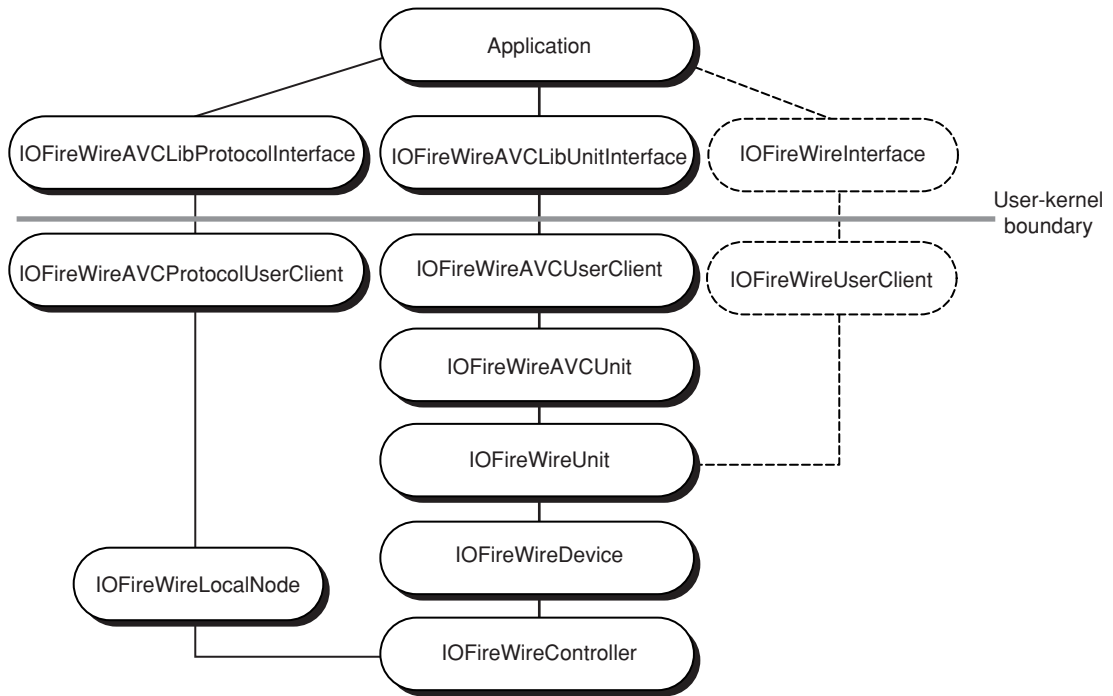 Application
IOFireWireAVCLibProtocolInterface
IOFireWireAVCLibUnitInterface
IOFireWireInterface
User-kernel
boundary
IOFireWireAVCProtocolUserClient
IOFireWireAVCUserClient
IOFireWireUserClient
IOFireWireAVCUnit
IOFireWireUnit
IOFireWireDevice
IOFireWireLocalNode
IOFireWireController